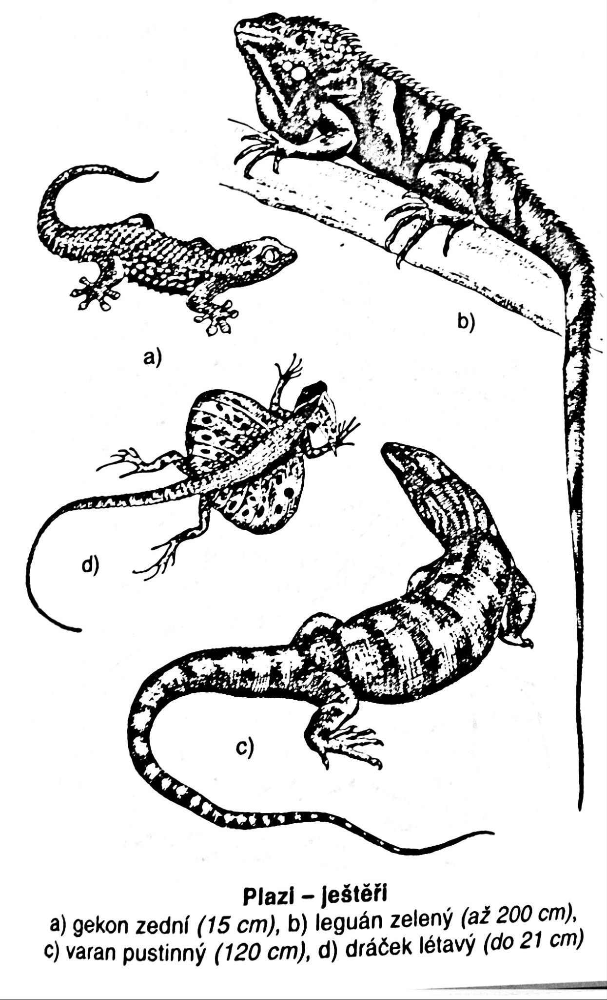 b)
a)
d)
c)
Plazi – ještěři
a) gekon zední (15 cm), b) leguán zelený (až 200 cm),
c) varan pustinný (120 cm), d) dráček létavý (do 21 cm)